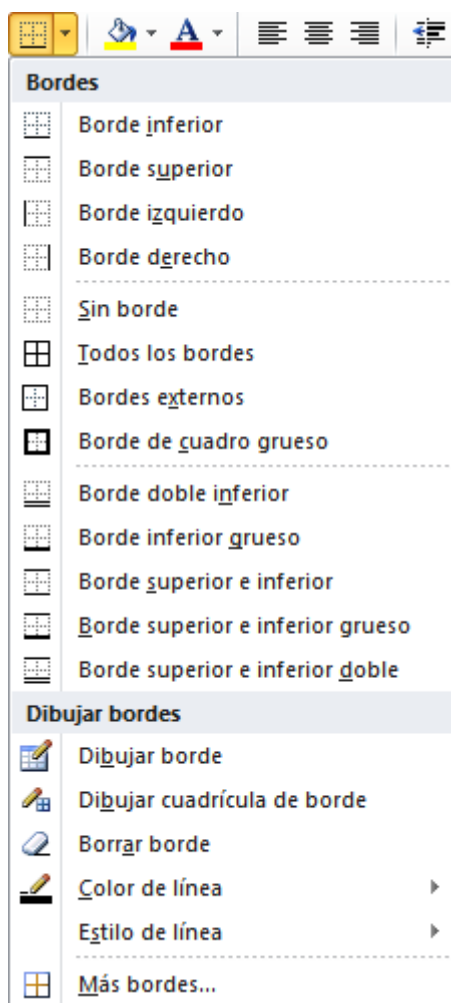 A
Bordes
Borde inferior
Borde superior
Borde izquierdo
Borde derecho
Sin borde
Todos los bordes
Bordes externos
Borde de cuadro grueso
Borde doble inferior
Borde inferior grueso
Borde superior e inferior
Borde superior e inferior grueso
Borde superior e inferior doble
Dibujar bordes
Dibujar borde
Dibujar cuadrícula de borde
Borrar borde
Color de línea
Estilo de línea
Más bordes...